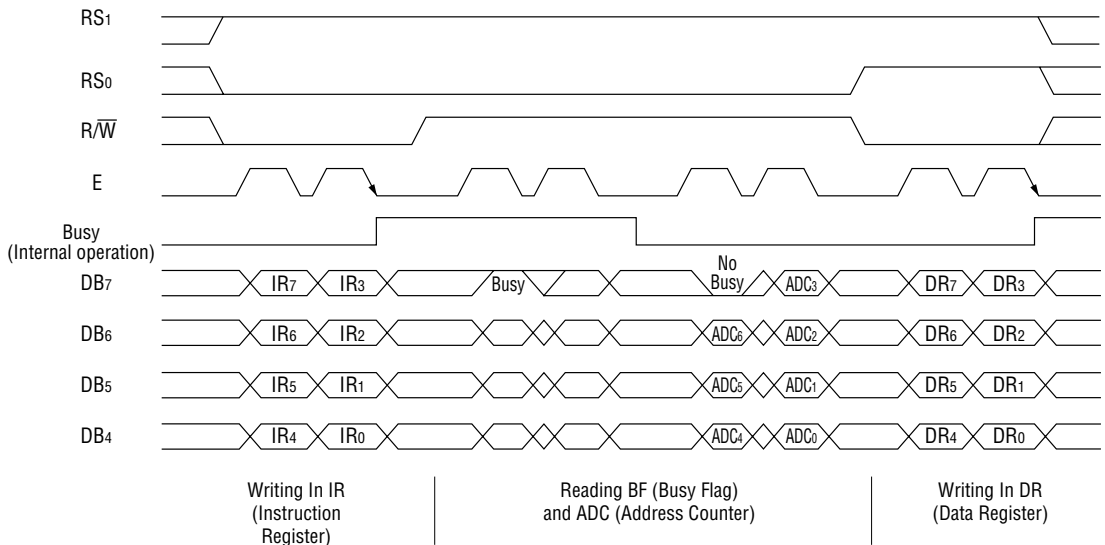 RS1
RS0
R/W̅
E
Busy
(Internal operation)
DB7 IR7 IR3 Busy No Busy ADC3 DR7 DR3
DB6 IR6 IR2 ADC6 ADC2 DR6 DR2
DB5 IR5 IR1 ADC5 ADC1 DR5 DR1
DB4 IR4 IR0 ADC4 ADC0 DR4 DR0
Writing In IR
(Instruction
Register)
Reading BF (Busy Flag)
and ADC (Address Counter)
Writing In DR
(Data Register)